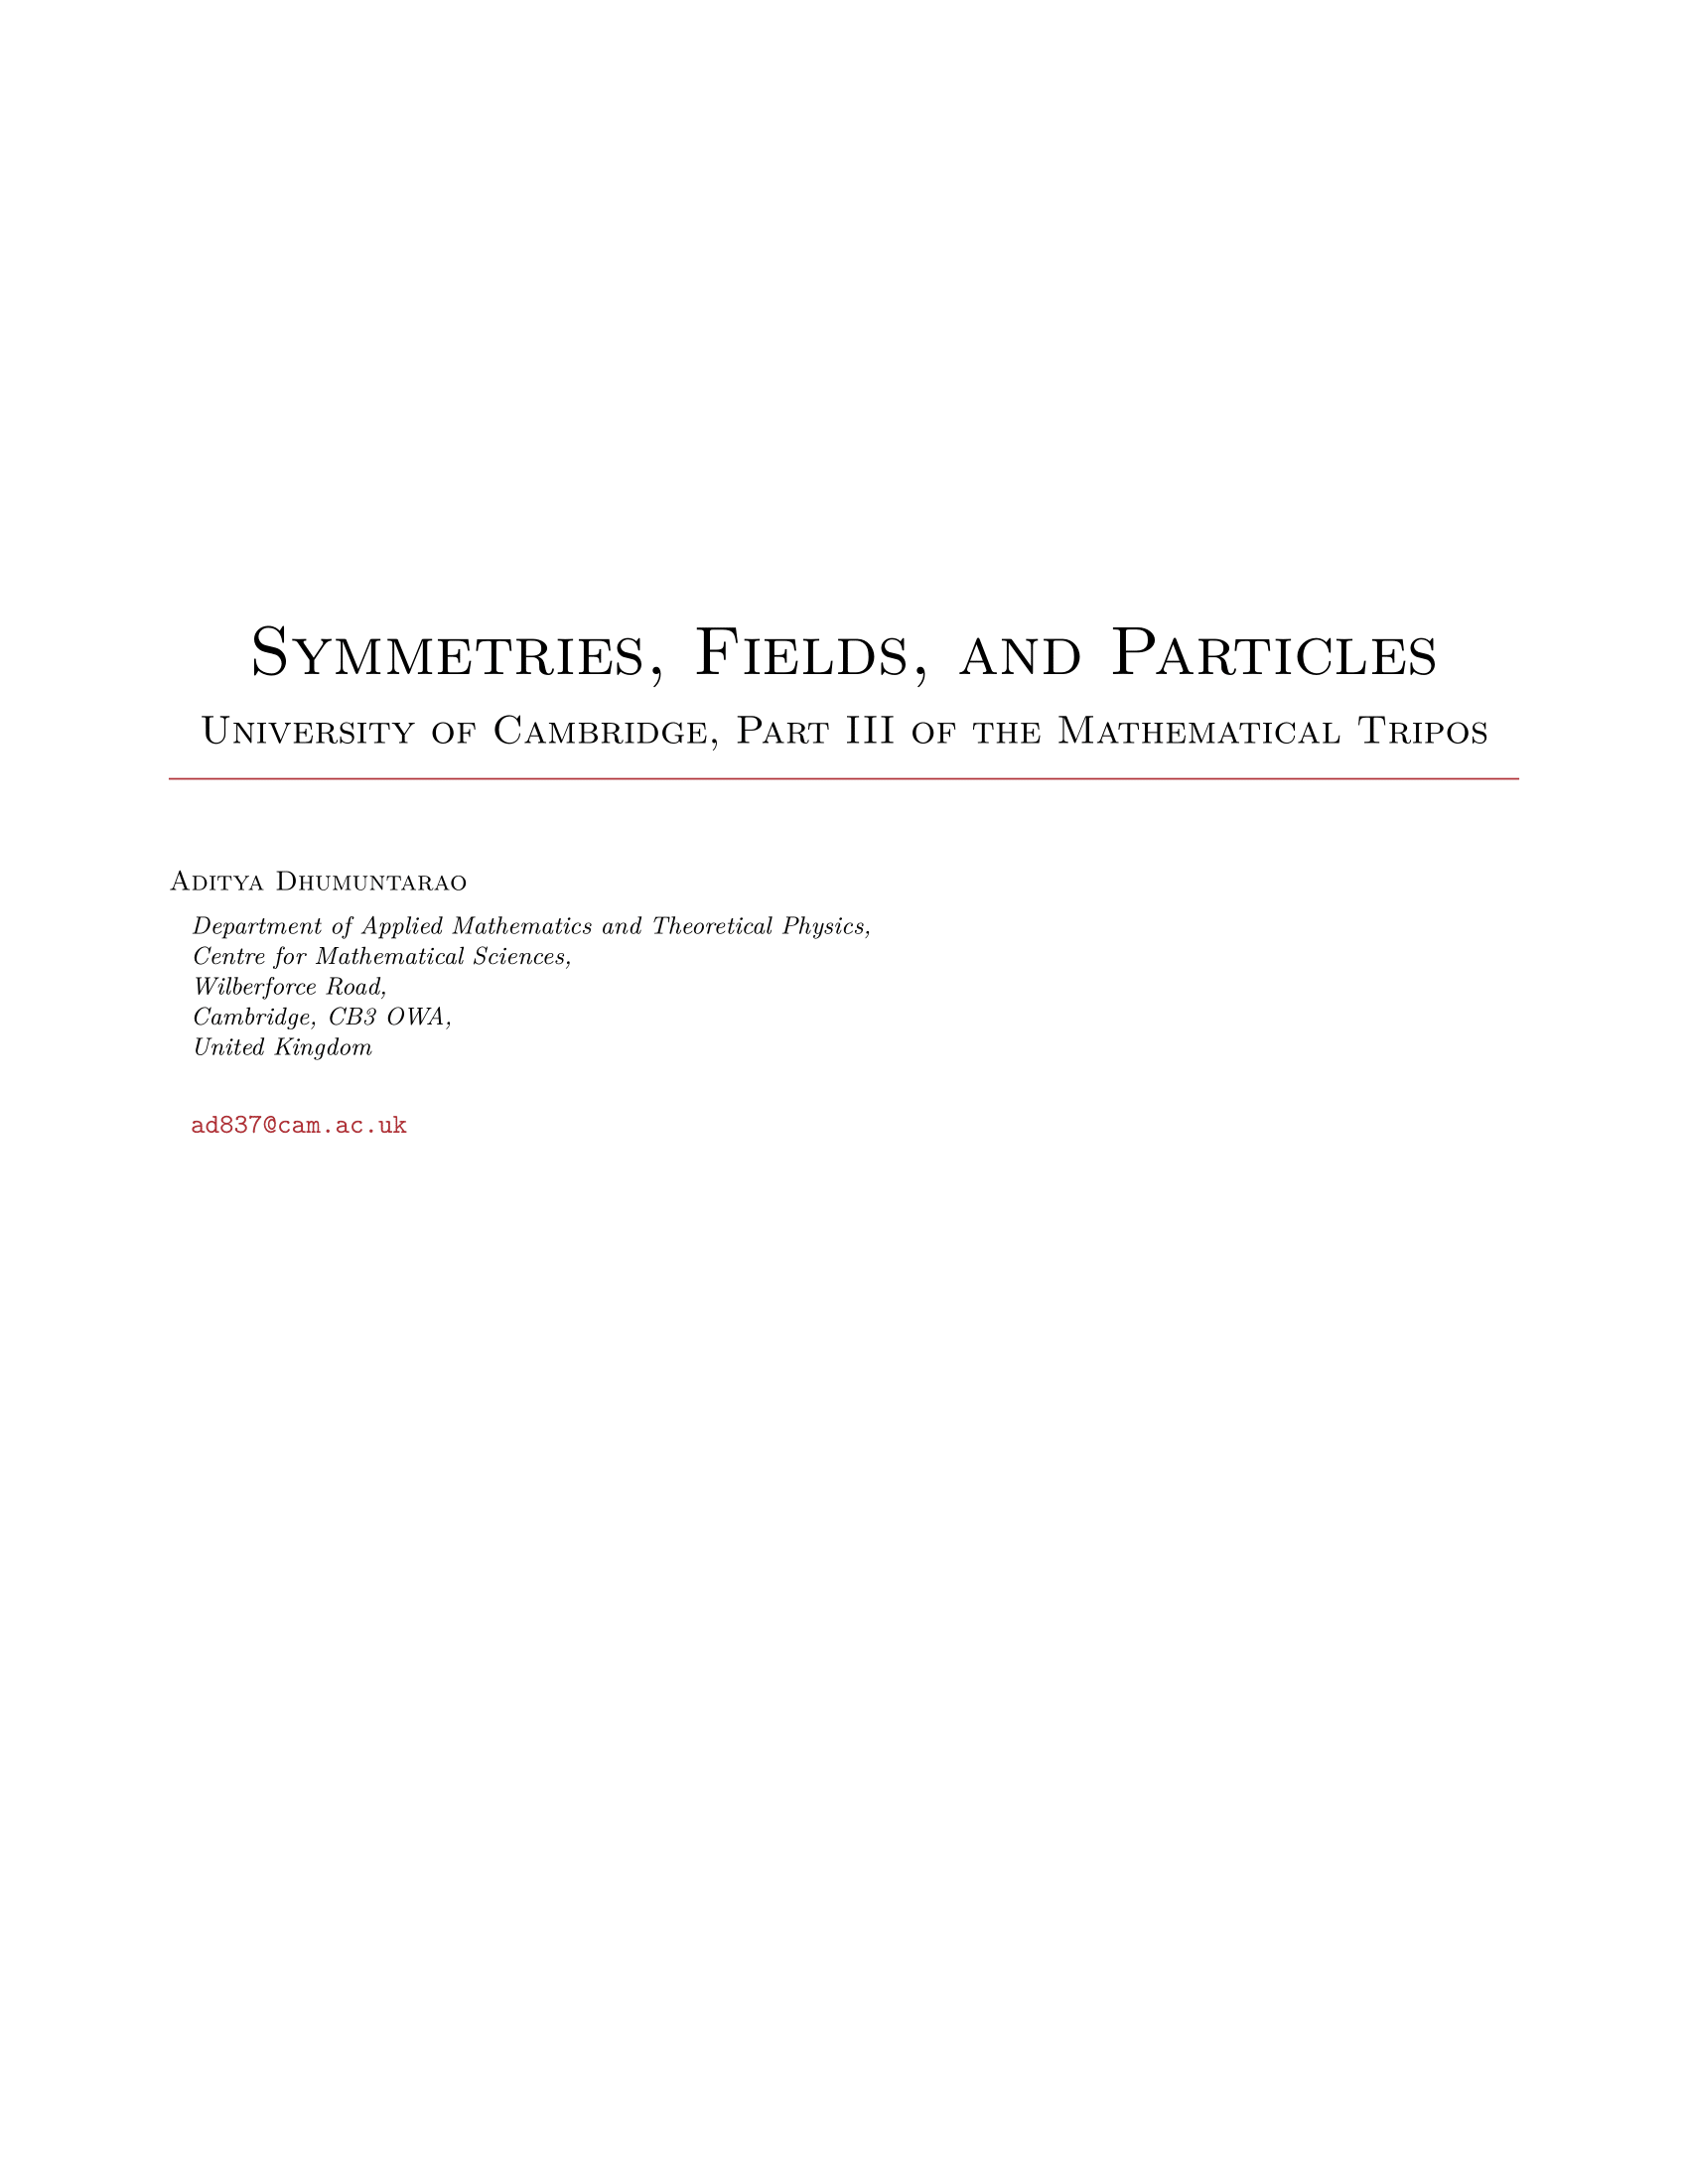 Symmetries, Fields, and Particles
University of Cambridge, Part III of the Mathematical Tripos
Aditya Dhumuntarao
Department of Applied Mathematics and Theoretical Physics,
Centre for Mathematical Sciences,
Wilberforce Road,
Cambridge, CB3 OWA,
United Kingdom
ad837@cam.ac.uk